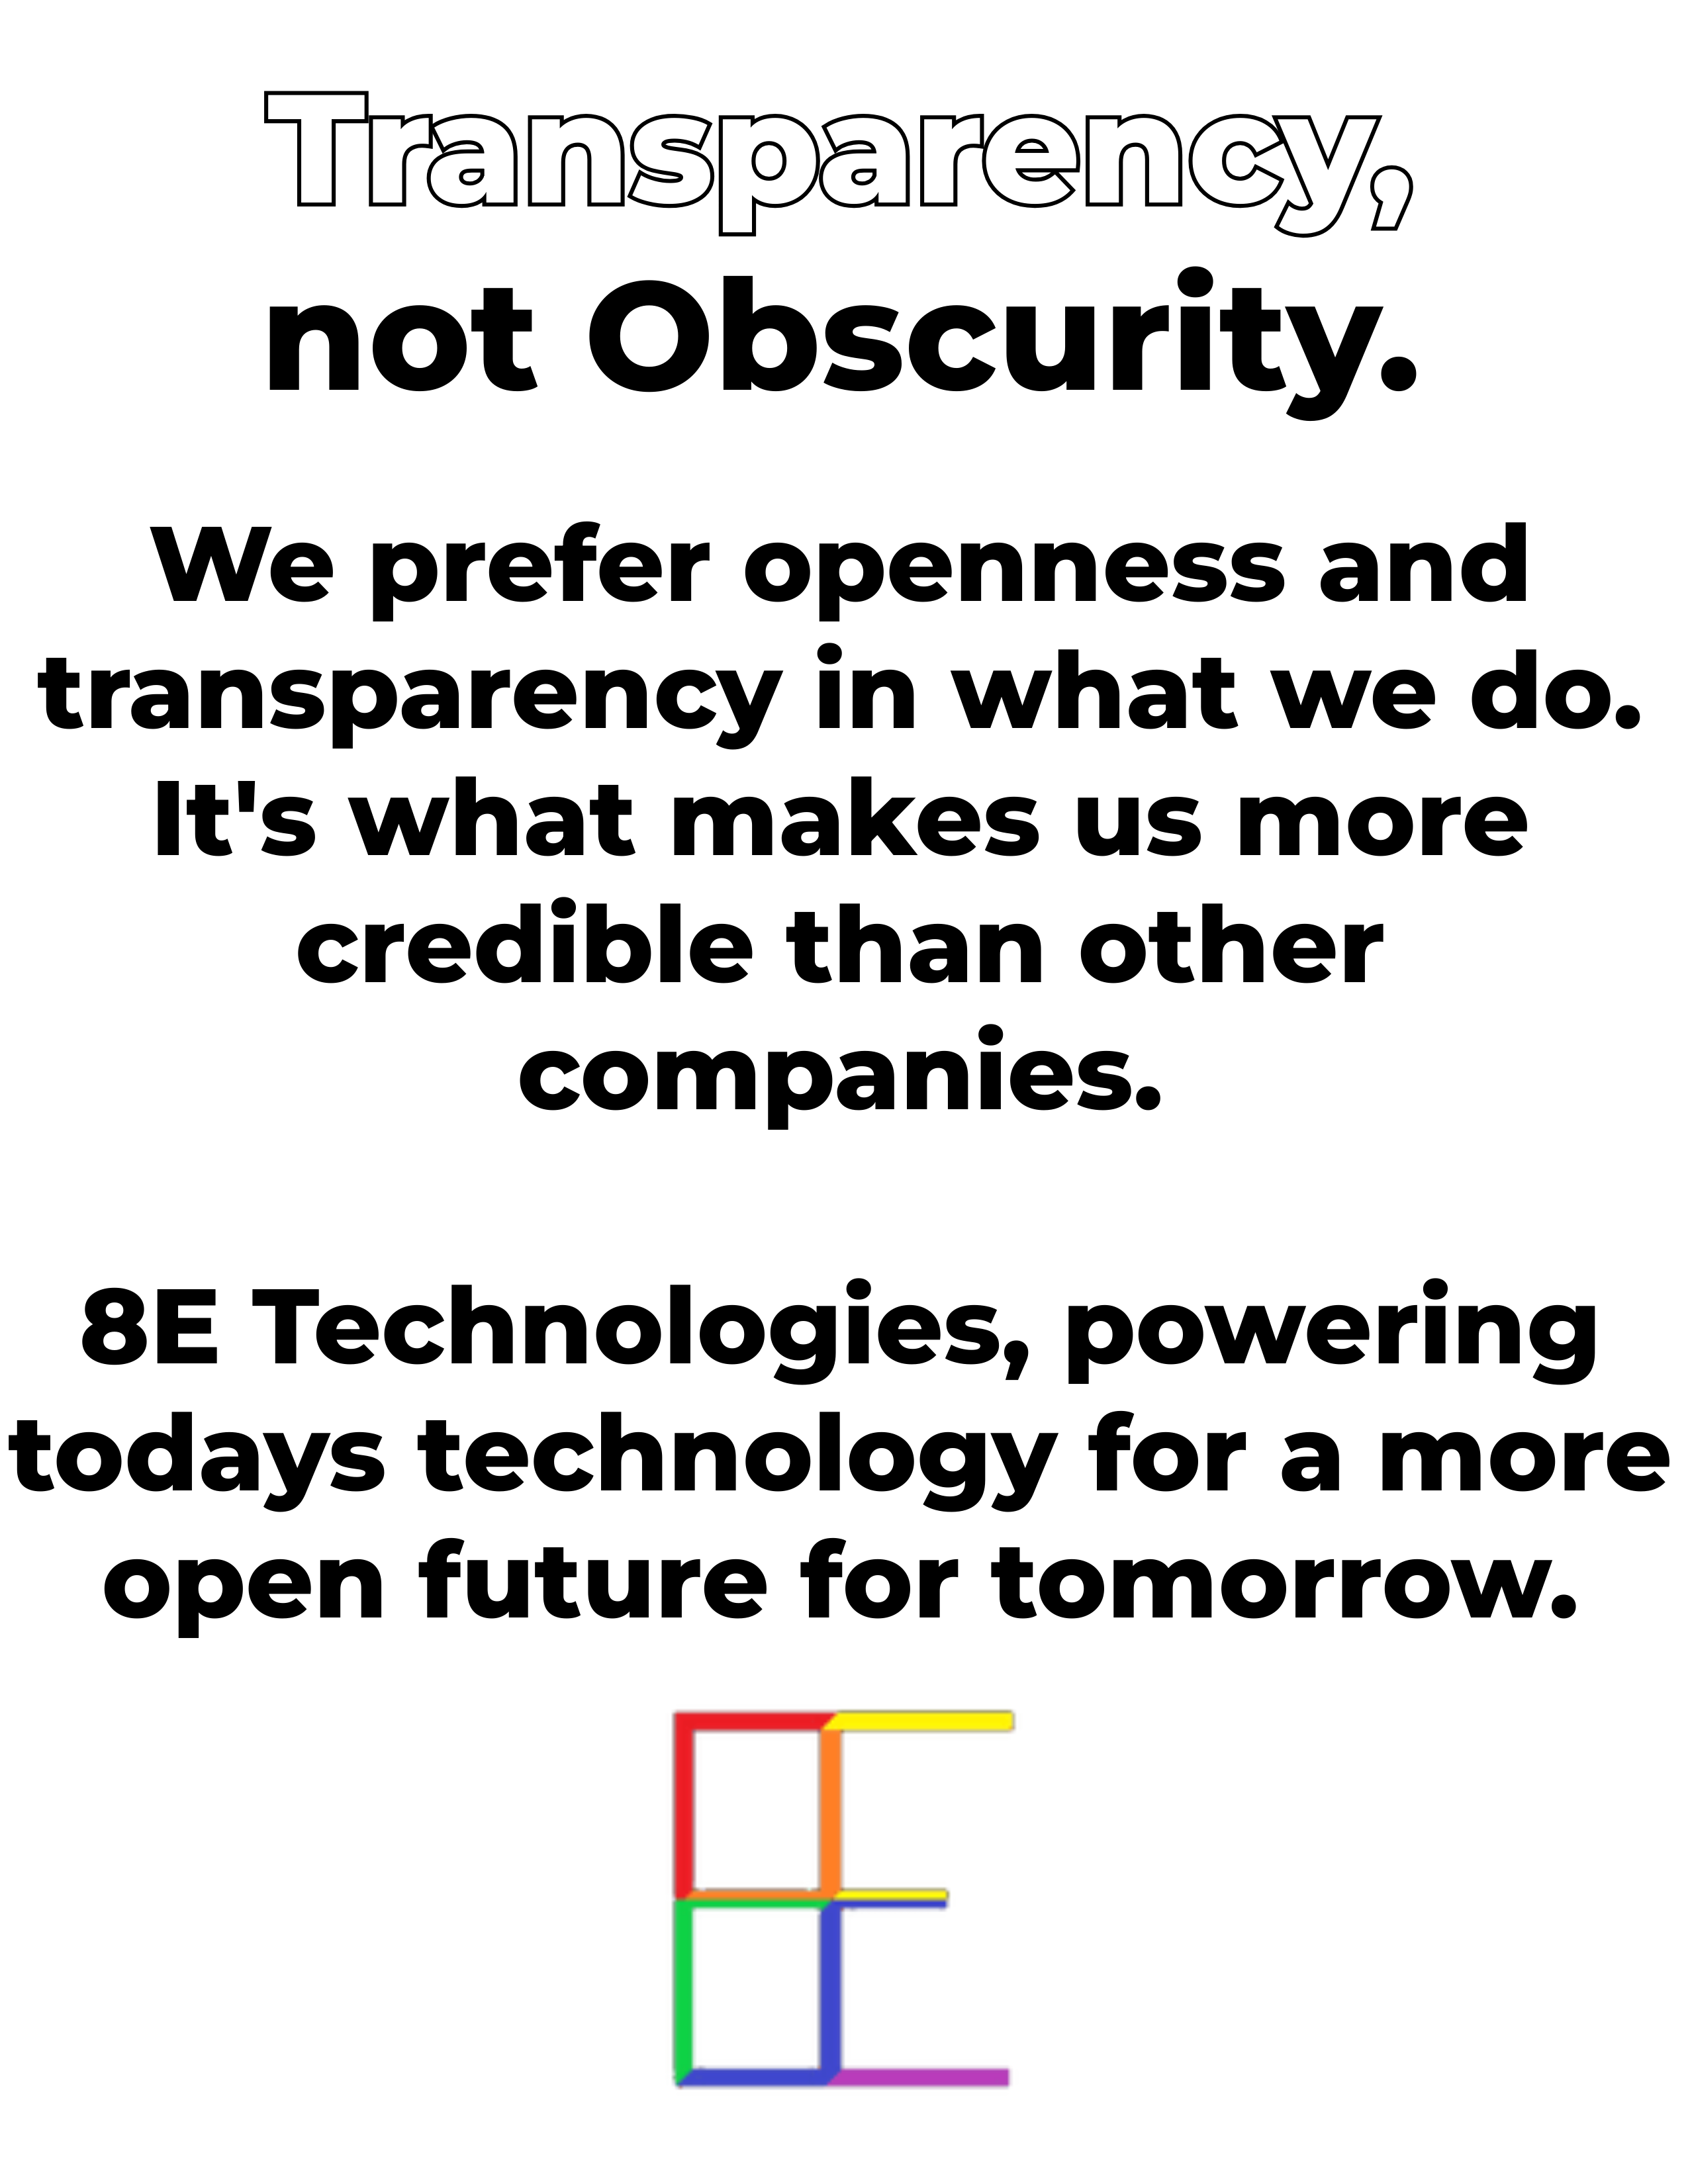 Transparency,
not Obscurity.
We prefer openness and
transparency in what we do.
It's what makes us more
credible than other
companies.
8E Technologies, powering
todays technology for a more
open future for tomorrow.
8E